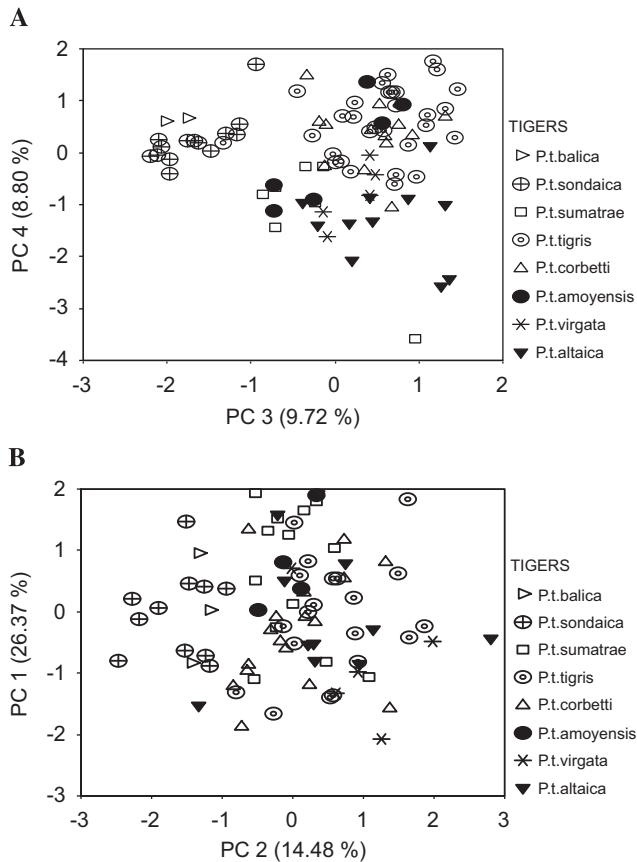 A
2
1
0
-1
-2
-3
-4
PC 4 (8.80 %)
-3
-2
-1
0
1
2
PC 3 (9.72 %)
TIGERS
P.t.balica
P.t.sondaica
P.t.sumatrae
P.t.tigris
P.t.corbetti
P.t.amoyensis
P.t.virgata
P.t.altaica
B
2
1
0
-1
-2
-3
PC 1 (26.37 %)
-3
-2
-1
0
1
2
3
PC 2 (14.48 %)
TIGERS
P.t.balica
P.t.sondaica
P.t.sumatrae
P.t.tigris
P.t.corbetti
P.t.amoyensis
P.t.virgata
P.t.altaica